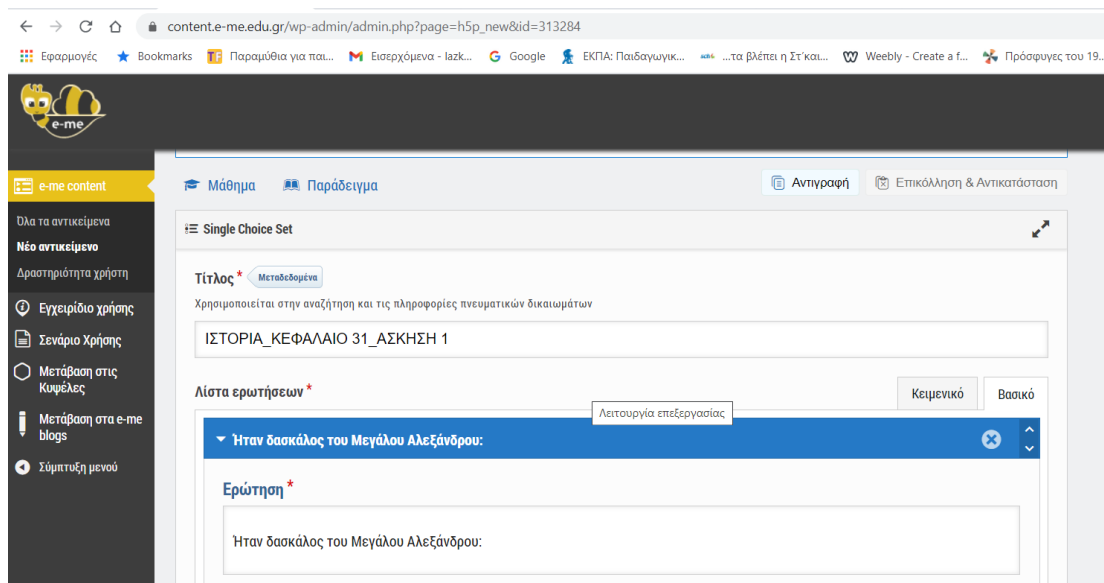 content.e-me.edu.gr/wp-admin/admin.php?page=h5p_new&id=313284
Εφαρμογές Bookmarks Παραμύθια για παι... Εισερχόμενα - lazk... Google ΕΚΠΑ: Παιδαγωγικ... ...τα βλέπει η Στ΄και... Weebly - Create a f... Πρόσφυγες του 19...
e-me
e-me content
Όλα τα αντικείμενα
Νέο αντικείμενο
Δραστηριότητα χρήστη
Εγχειρίδιο χρήσης
Σενάριο Χρήσης
Μετάβαση στις
Κυψέλες
Μετάβαση στα e-me
blogs
Σύμπτυξη μενού
Μάθημα Παράδειγμα Αντιγραφή Επικόλληση & Αντικατάσταση
Single Choice Set
Τίτλος * Μεταδεδομένα
Χρησιμοποιείται στην αναζήτηση και τις πληροφορίες πνευματικών δικαιωμάτων
ΙΣΤΟΡΙΑ_ΚΕΦΑΛΑΙΟ 31_ΑΣΚΗΣΗ 1
Λίστα ερωτήσεων * Κειμενικό Βασικό
Λειτουργία επεξεργασίας
Ήταν δασκάλος του Μεγάλου Αλεξάνδρου:
Ερώτηση *
Ήταν δασκάλος του Μεγάλου Αλεξάνδρου: